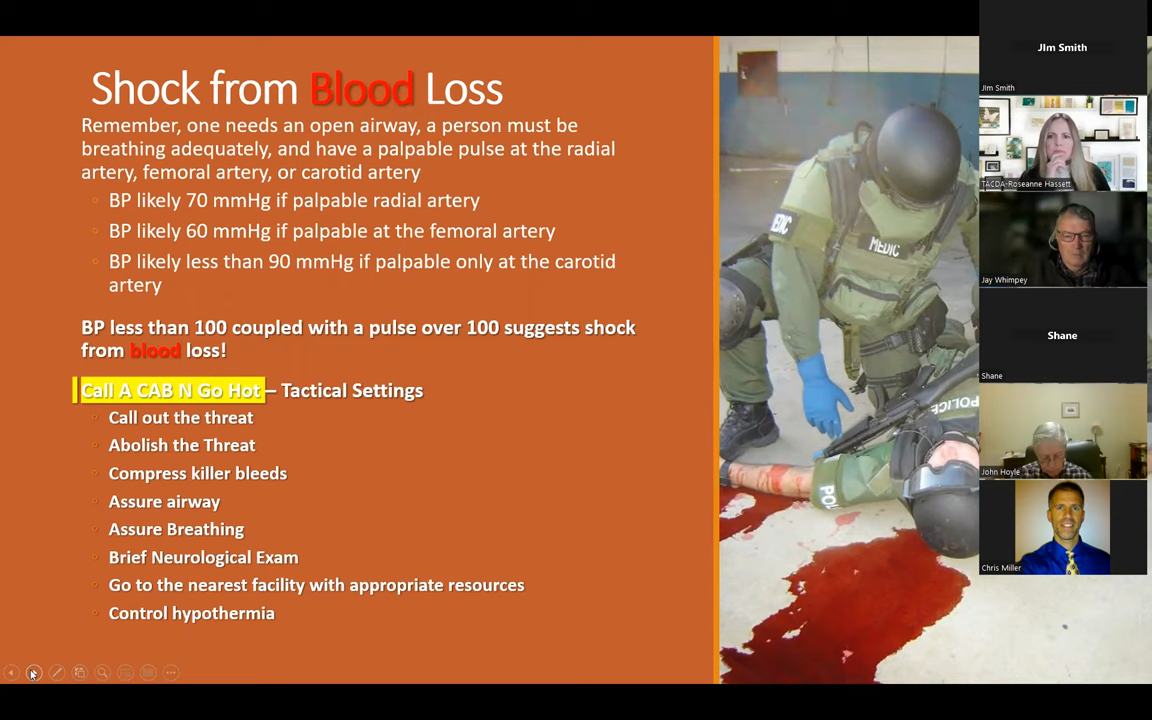 Shock from Blood Loss
Remember, one needs an open airway, a person must be
breathing adequately, and have a palpable pulse at the radial
artery, femoral artery, or carotid artery
BP likely 70 mmHg if palpable radial artery
BP likely 60 mmHg if palpable at the femoral artery
BP likely less than 90 mmHg if palpable only at the carotid
artery
BP less than 100 coupled with a pulse over 100 suggests shock
from blood loss!
Call A CAB N Go Hot – Tactical Settings
Call out the threat
Abolish the Threat
Compress killer bleeds
Assure airway
Assure Breathing
Brief Neurological Exam
Go to the nearest facility with appropriate resources
Control hypothermia
MEDIC
MEDIC
POLICE
POL
JIm Smith
JIm Smith
TACDA-Roseanne Hassett
Jay Whimpey
Shane
Shane
John Hoyle
Chris Miller